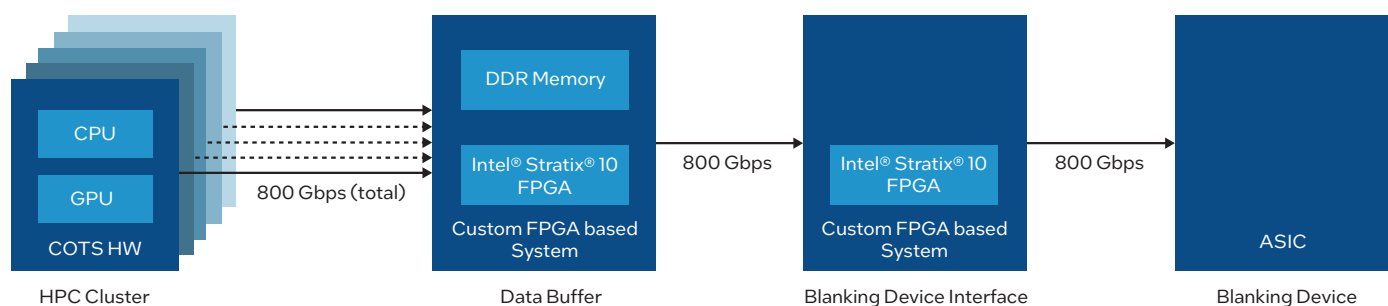 CPU
GPU
COTS HW
HPC Cluster
800 Gbps (total)
DDR Memory
Intel® Stratix® 10
FPGA
Custom FPGA based
System
Data Buffer
800 Gbps
Intel® Stratix® 10
FPGA
Custom FPGA based
System
Blanking Device Interface
800 Gbps
ASIC
Blanking Device